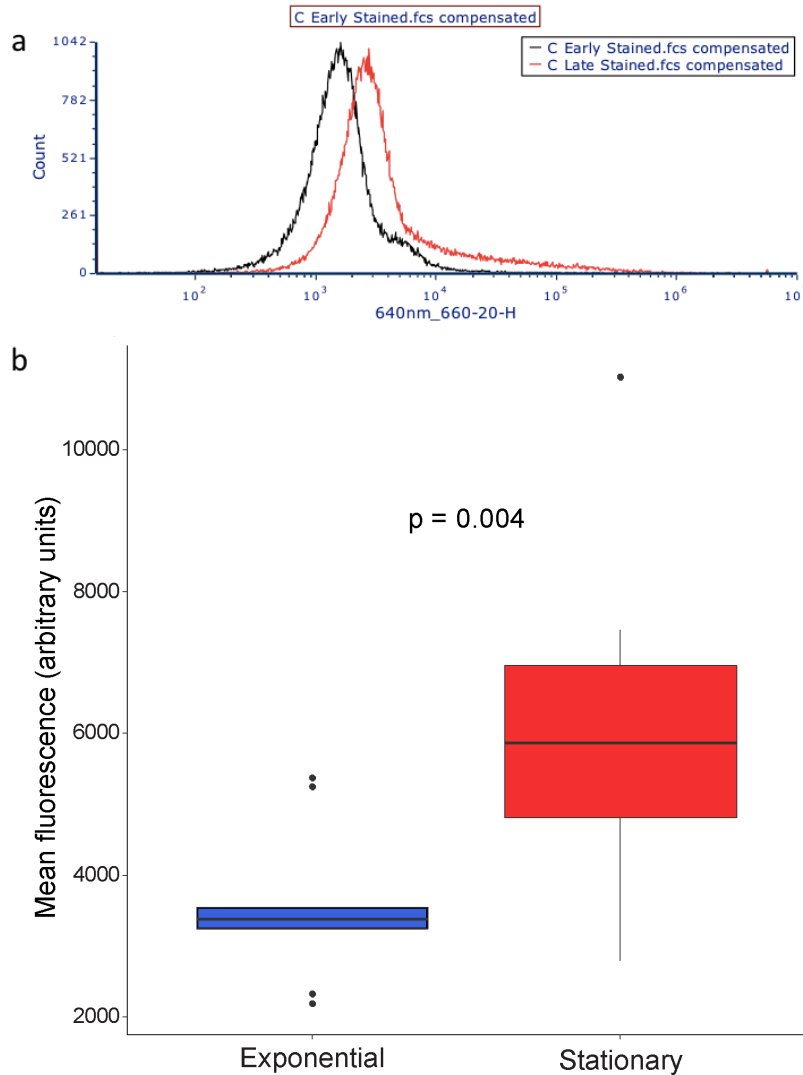 a
C Early Stained.fcs compensated
C Early Stained.fcs compensated
C Late Stained.fcs compensated
1042
782
521
261
0
Count
10² 10³ 10⁴ 10⁵ 10⁶ 10
640nm_660-20-H
b
Mean fluorescence (arbitrary units)
10000
8000
6000
4000
2000
p = 0.004
Exponential Stationary